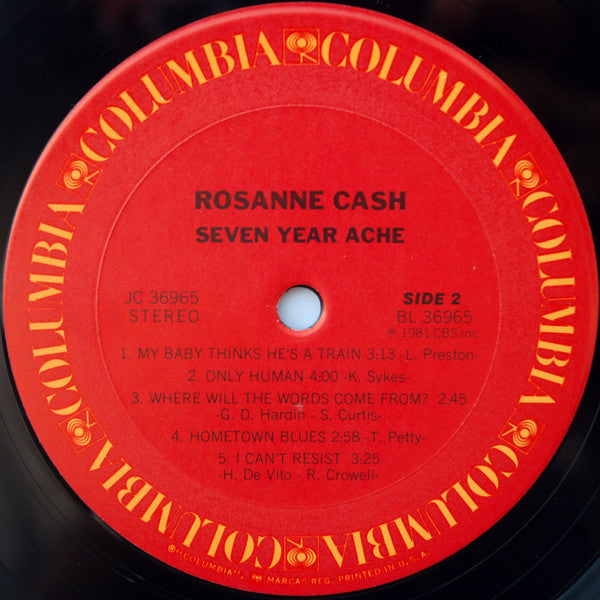 COLUMBIA COLUMBIA COLUMBIA COLUMBIA COLUMBIA COLUMBIA
ROSANNE CASH
SEVEN YEAR ACHE
JC 36965
STEREO
SIDE 2
BL 36965
℗ 1981 CBS Inc.
1. MY BABY THINKS HE'S A TRAIN 3:13 -L. Preston-
2. ONLY HUMAN 4:00 -K. Sykes-
3. WHERE WILL THE WORDS COME FROM? 2:45
-G. D. Hardin - S. Curtis-
4. HOMETOWN BLUES 2:58 -T. Petty-
5. I CAN'T RESIST 3:25
-H. De Vito - R. Crowell-
®"COLUMBIA", MARCAS REG. PRINTED IN U.S.A.